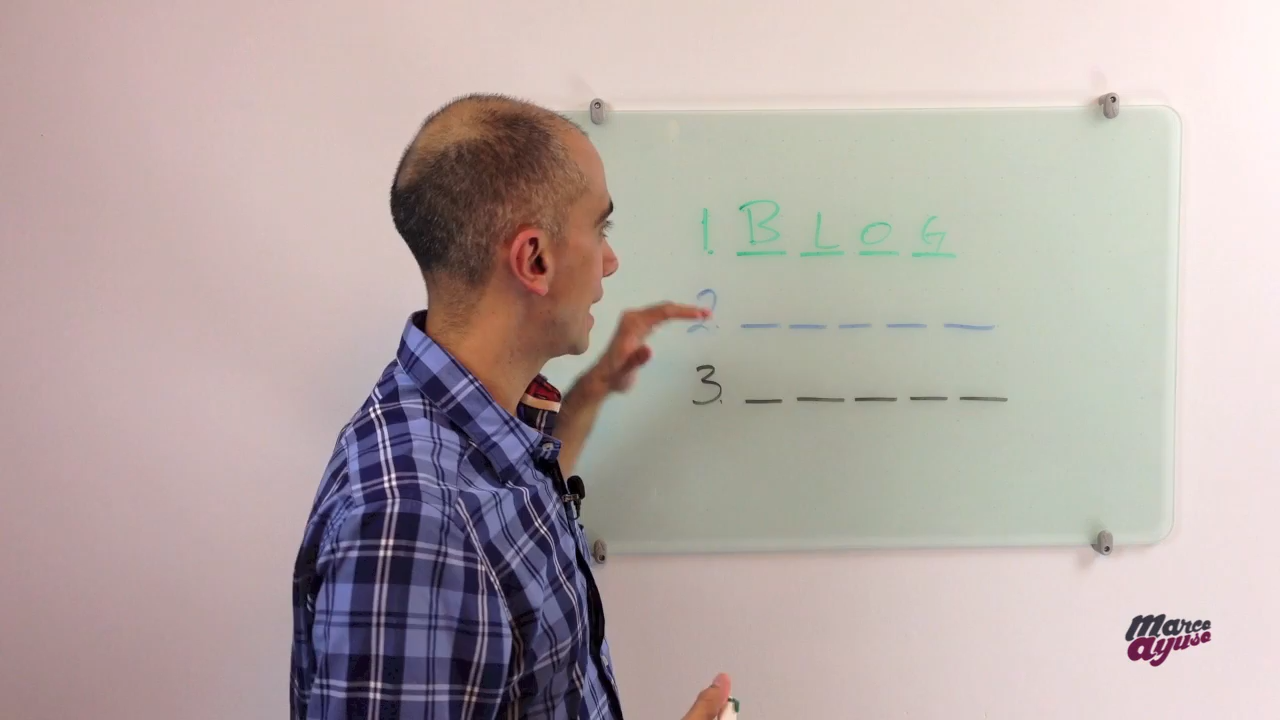 1. BLOG
2. _ _ _ _ _
3. _ _ _ _ _
Marco
ayuso